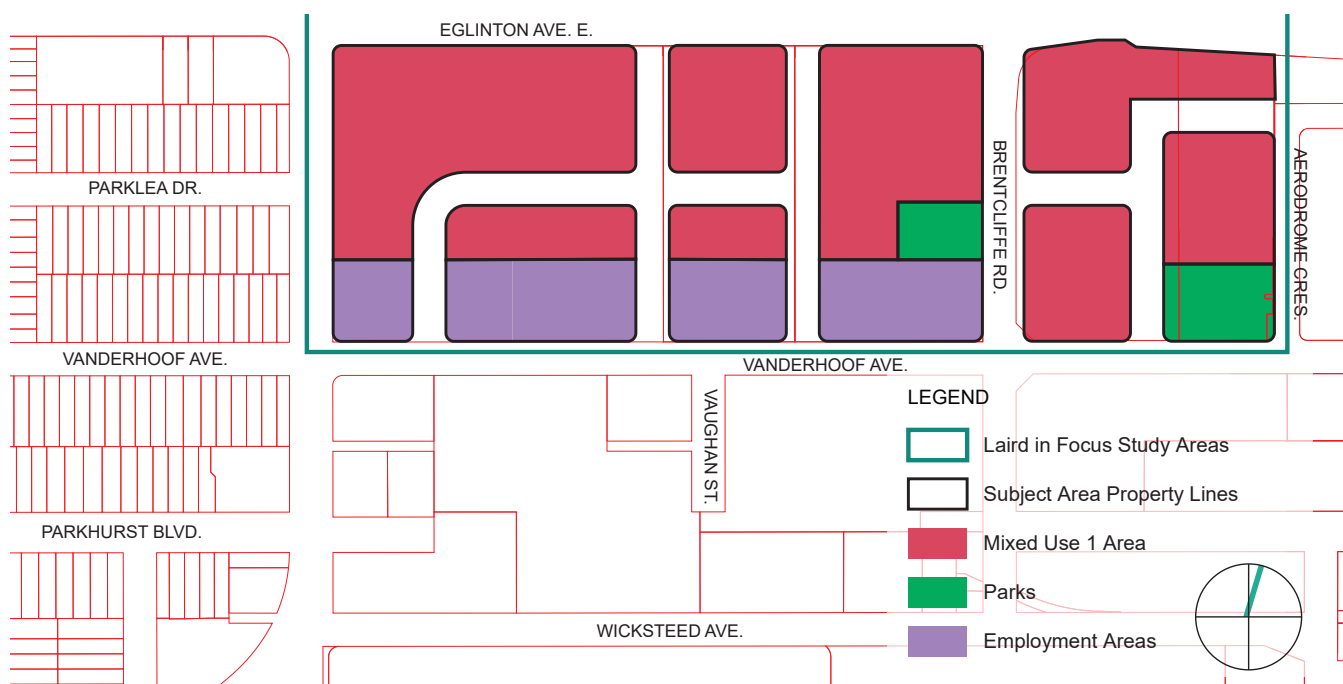 EGLINTON AVE. E.
PARKLEA DR.
BRENTCLIFFE RD.
AERODROME CRES.
VANDERHOOF AVE.
VANDERHOOF AVE.
VAUGHAN ST.
LEGEND
Laird in Focus Study Areas
Subject Area Property Lines
PARKHURST BLVD.
Mixed Use 1 Area
Parks
WICKSTEED AVE.
Employment Areas